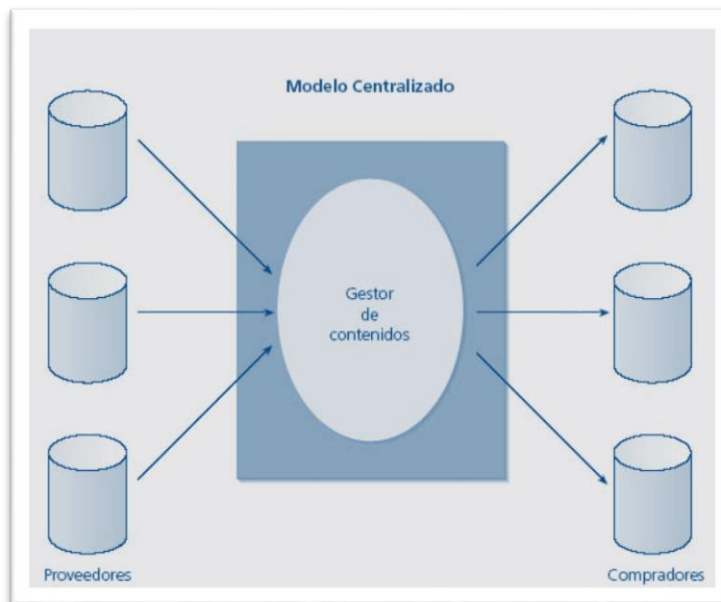 Modelo Centralizado
Gestor
de
contenidos
Proveedores
Compradores